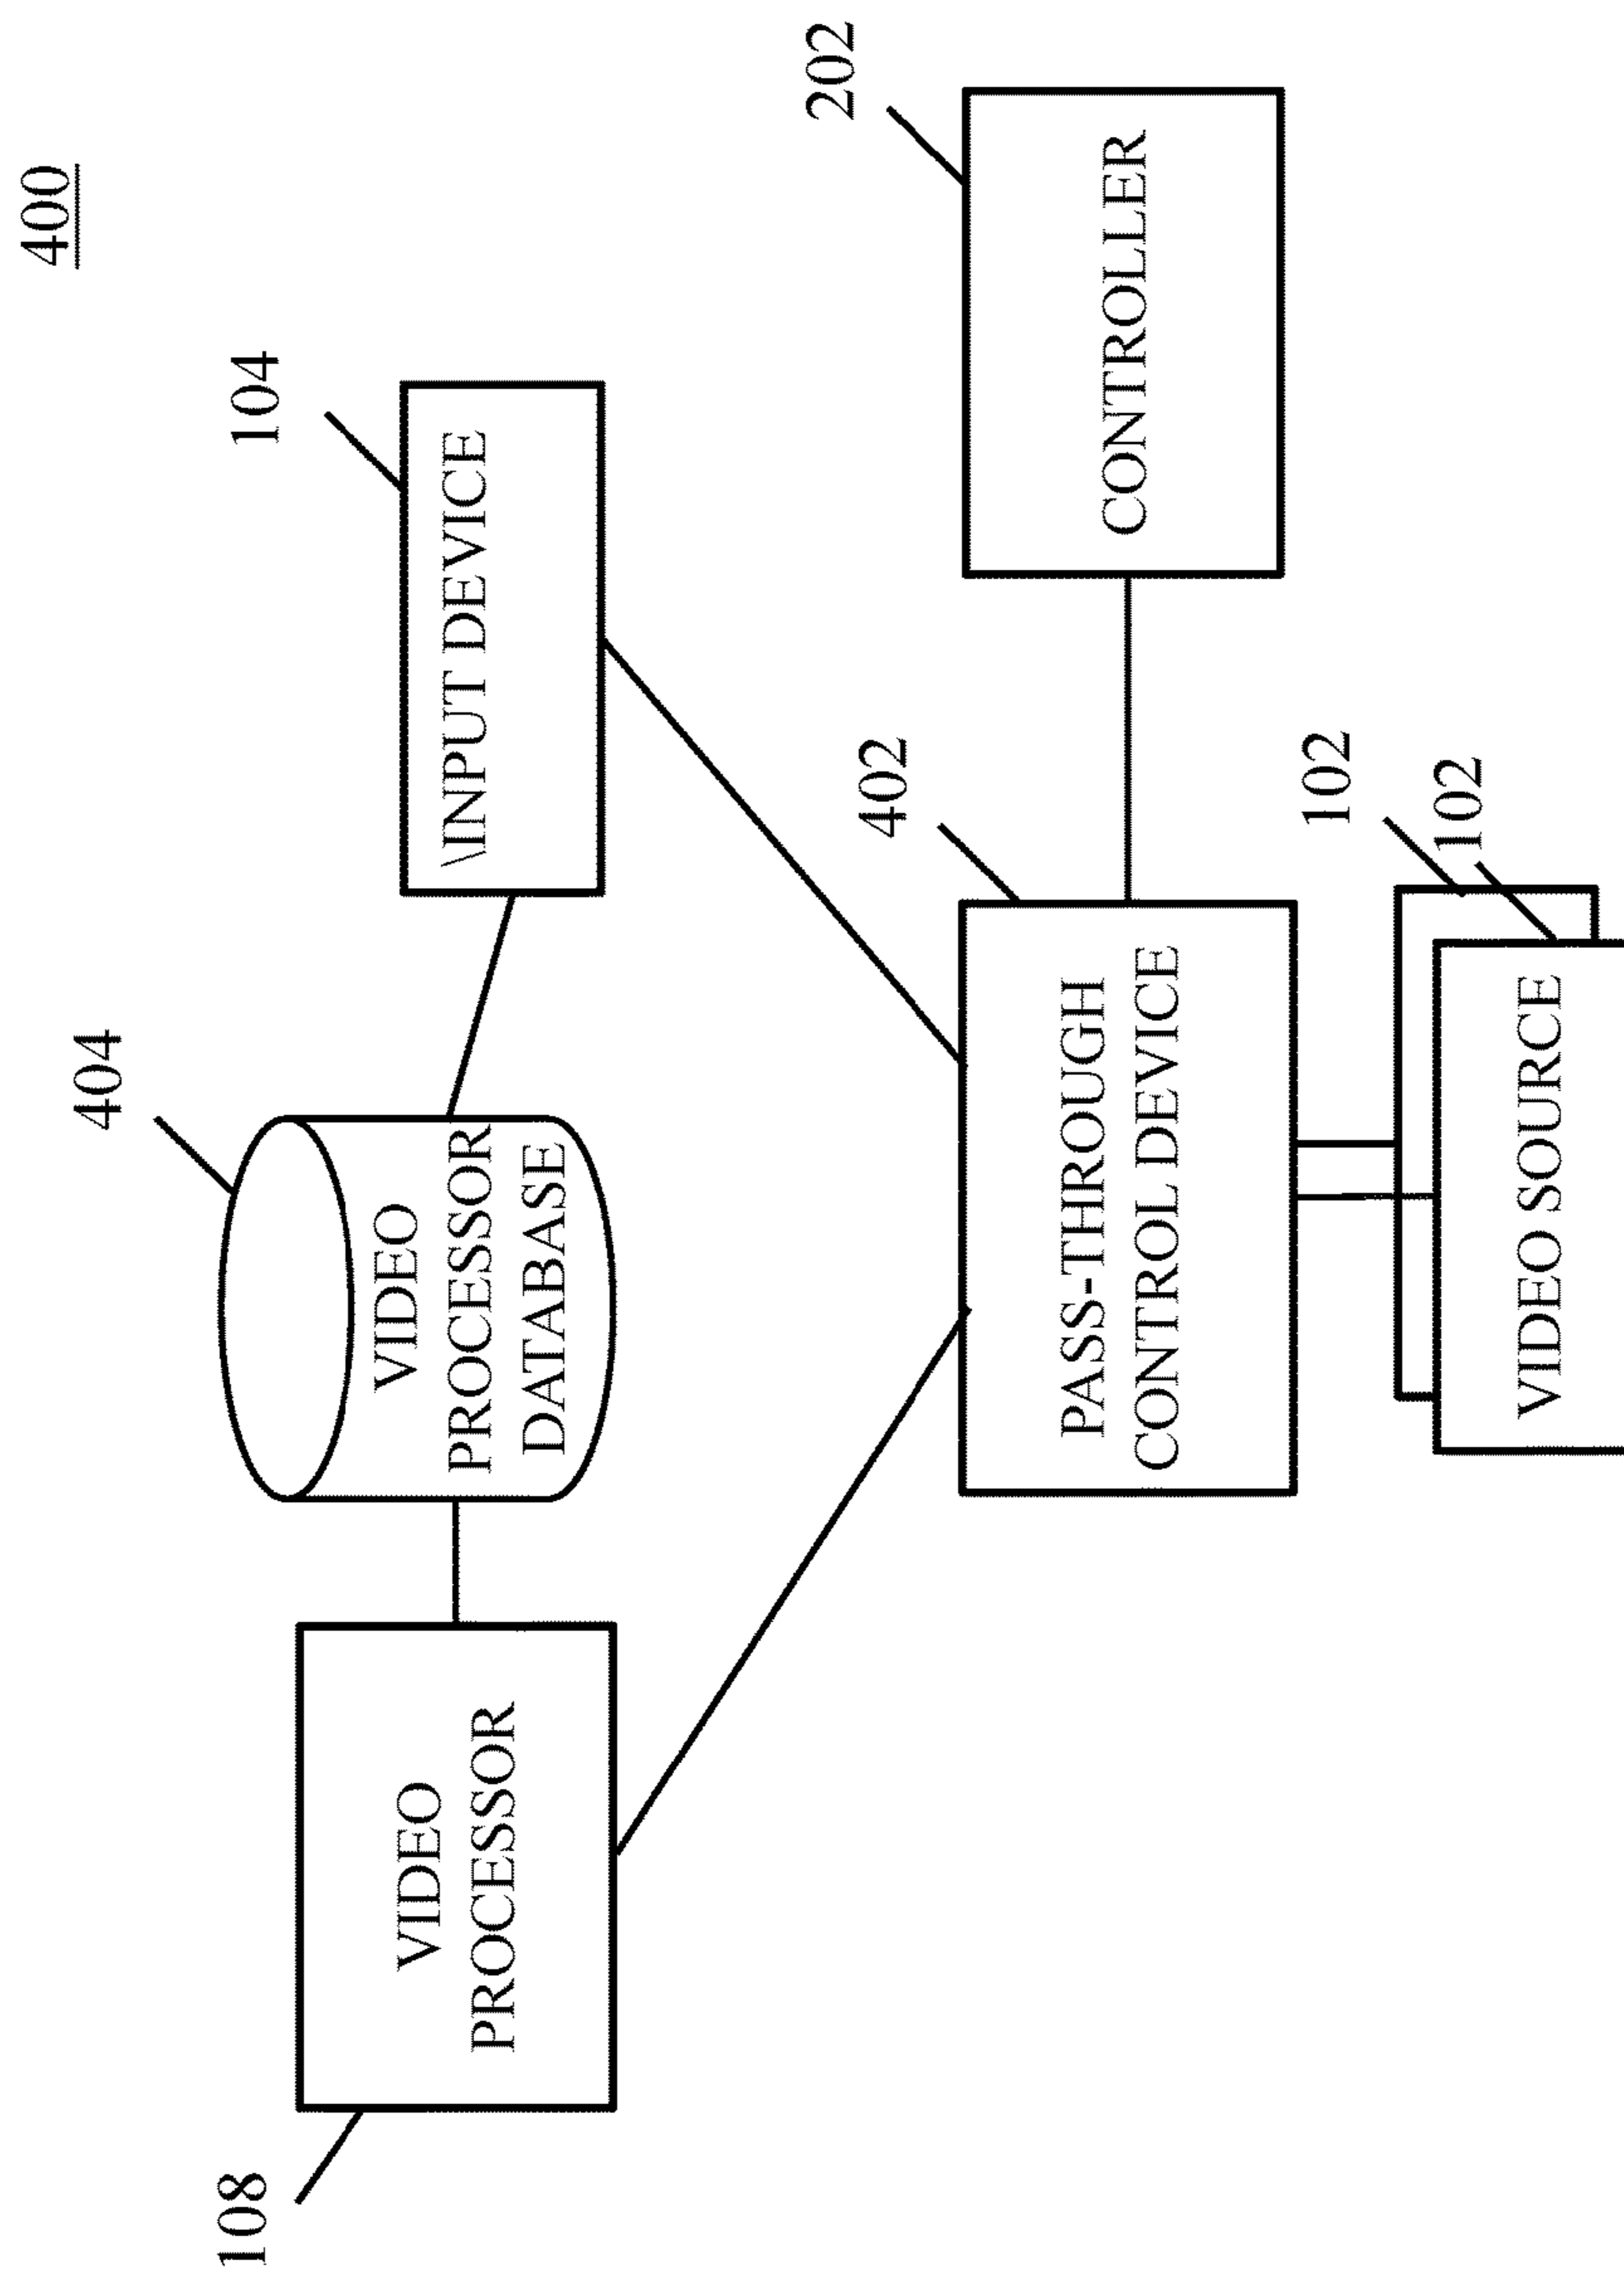 400
404
104
108
VIDEO
PROCESSOR
VIDEO
PROCESSOR
DATABASE
\INPUT DEVICE
402
202
PASS-THROUGH
CONTROL DEVICE
CONTROLLER
102
102
VIDEO SOURCE